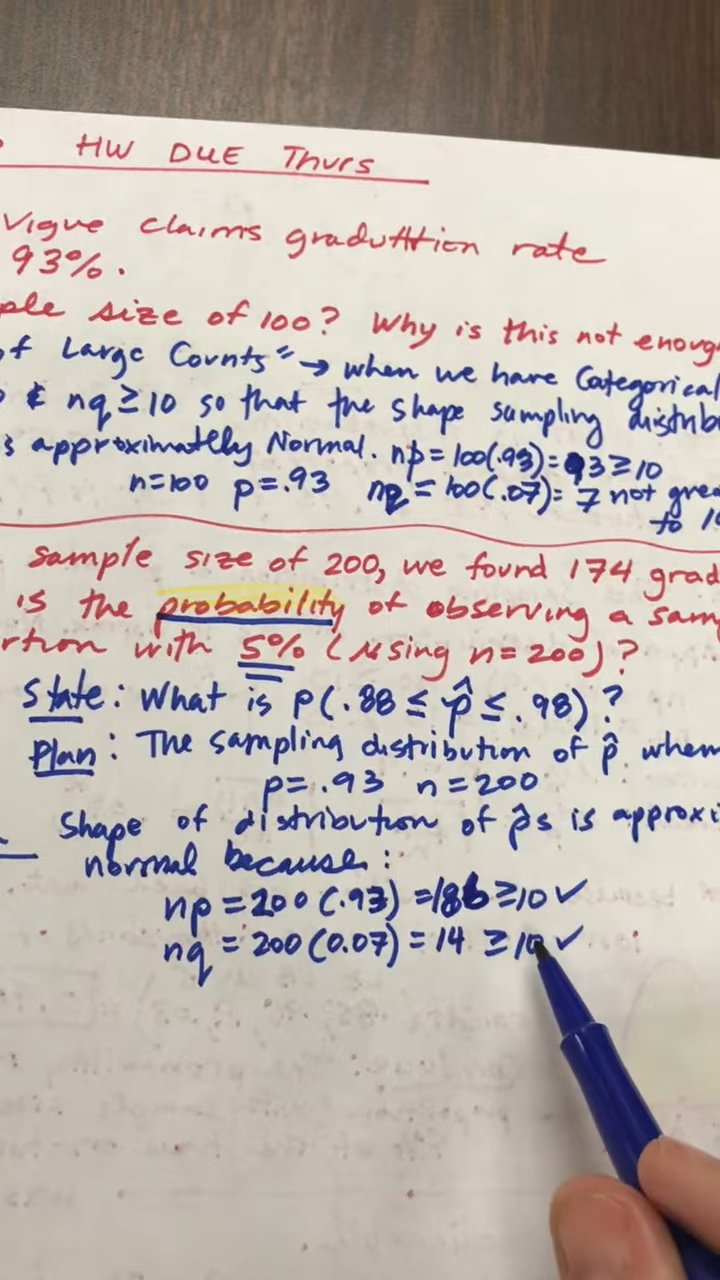 HW DUE Thurs
Vigue claims graduttion rate
93%.
ple size of 100? Why is this not enoug
of Large Counts" → when we have Categorical
& nq ≥ 10 so that the shape sampling distrib
s approximatlly Normal. np = 100(.93) = 93 ≥ 10
n=100 p=.93 nq = 100(.07) = 7 not grea
to 10
sample size of 200, we found 174 grad
is the probability of observing a sam
rtion with 5% (using n=200)?
State: What is P(.88 ≤ p̂ ≤ .98)?
Plan: The sampling distribution of p̂ when
p=.93 n=200
Shape of distribution of p̂s is approxi
normal because:
np = 200(.93) = 186 ≥ 10 ✓
nq = 200(0.07) = 14 ≥ 10 ✓